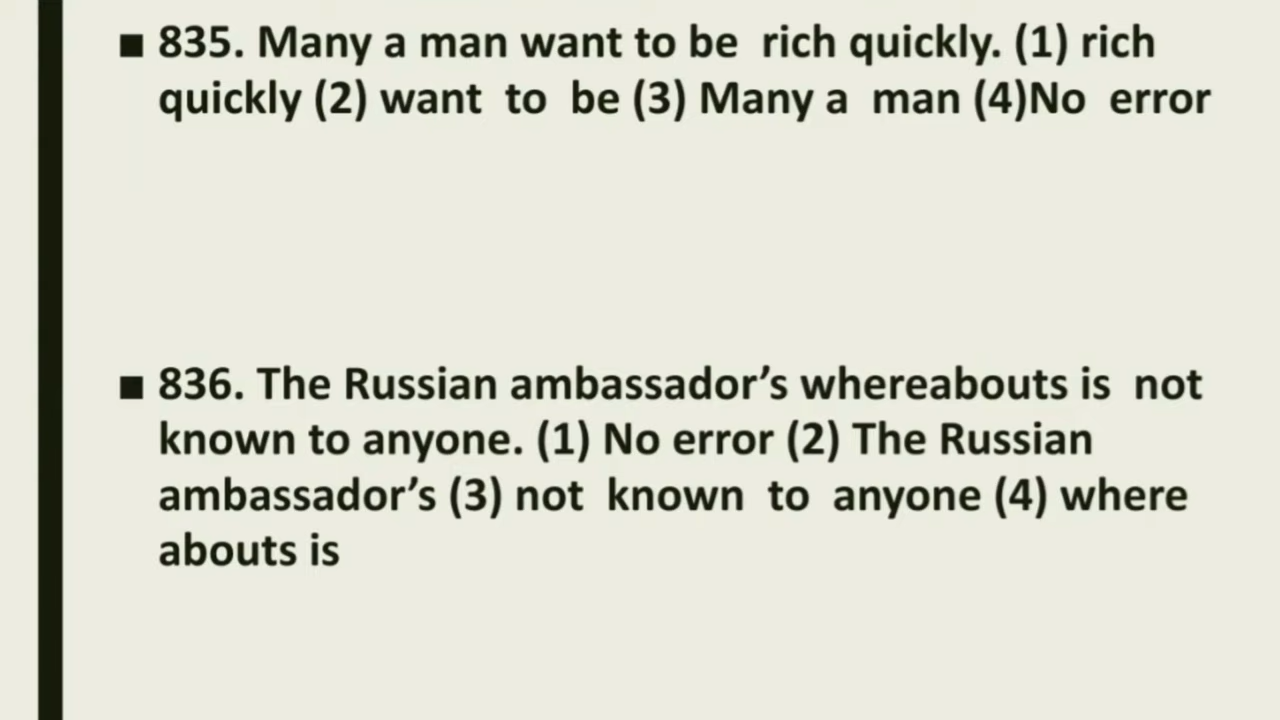 ■ 835. Many a man want to be rich quickly. (1) rich
quickly (2) want to be (3) Many a man (4)No error
■ 836. The Russian ambassador’s whereabouts is not
known to anyone. (1) No error (2) The Russian
ambassador’s (3) not known to anyone (4) where
abouts is